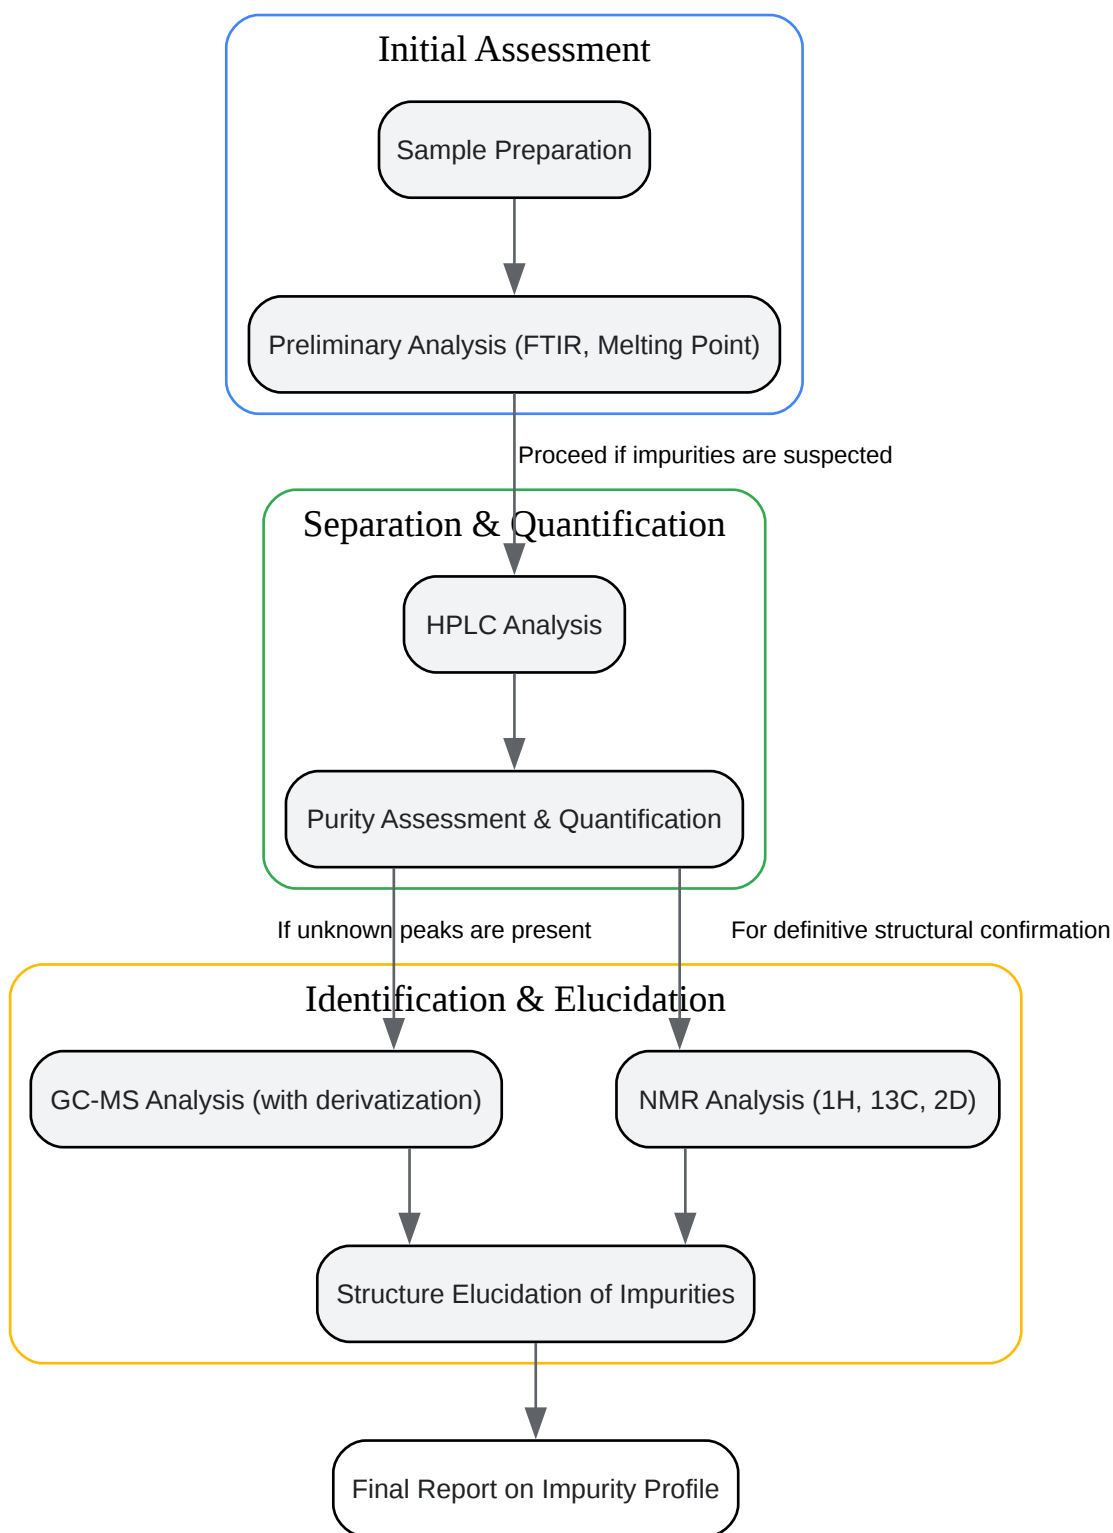 Initial Assessment
Sample Preparation
Preliminary Analysis (FTIR, Melting Point)
Proceed if impurities are suspected
Separation & Quantification
HPLC Analysis
Purity Assessment & Quantification
If unknown peaks are present
For definitive structural confirmation
Identification & Elucidation
GC-MS Analysis (with derivatization)
NMR Analysis (1H, 13C, 2D)
Structure Elucidation of Impurities
Final Report on Impurity Profile